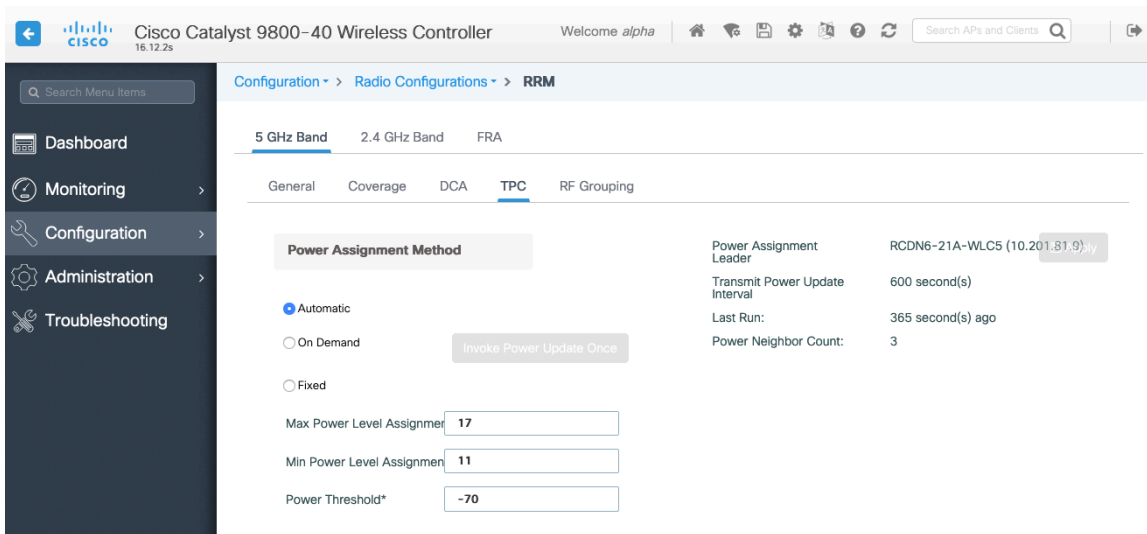 CISCO
Cisco Catalyst 9800-40 Wireless Controller
16.12.2s
Welcome alpha
Search APs and Clients
Search Menu Items
Dashboard
Monitoring
Configuration
Administration
Troubleshooting
Configuration > Radio Configurations > RRM
5 GHz Band 2.4 GHz Band FRA
General Coverage DCA TPC RF Grouping
Power Assignment Method
Automatic
On Demand Invoke Power Update Once
Fixed
Max Power Level Assignmen 17
Min Power Level Assignmen 11
Power Threshold* -70
Power Assignment
Leader
RCDN6-21A-WLC5 (10.201.81.9)
Transmit Power Update
Interval
600 second(s)
Last Run: 365 second(s) ago
Power Neighbor Count: 3